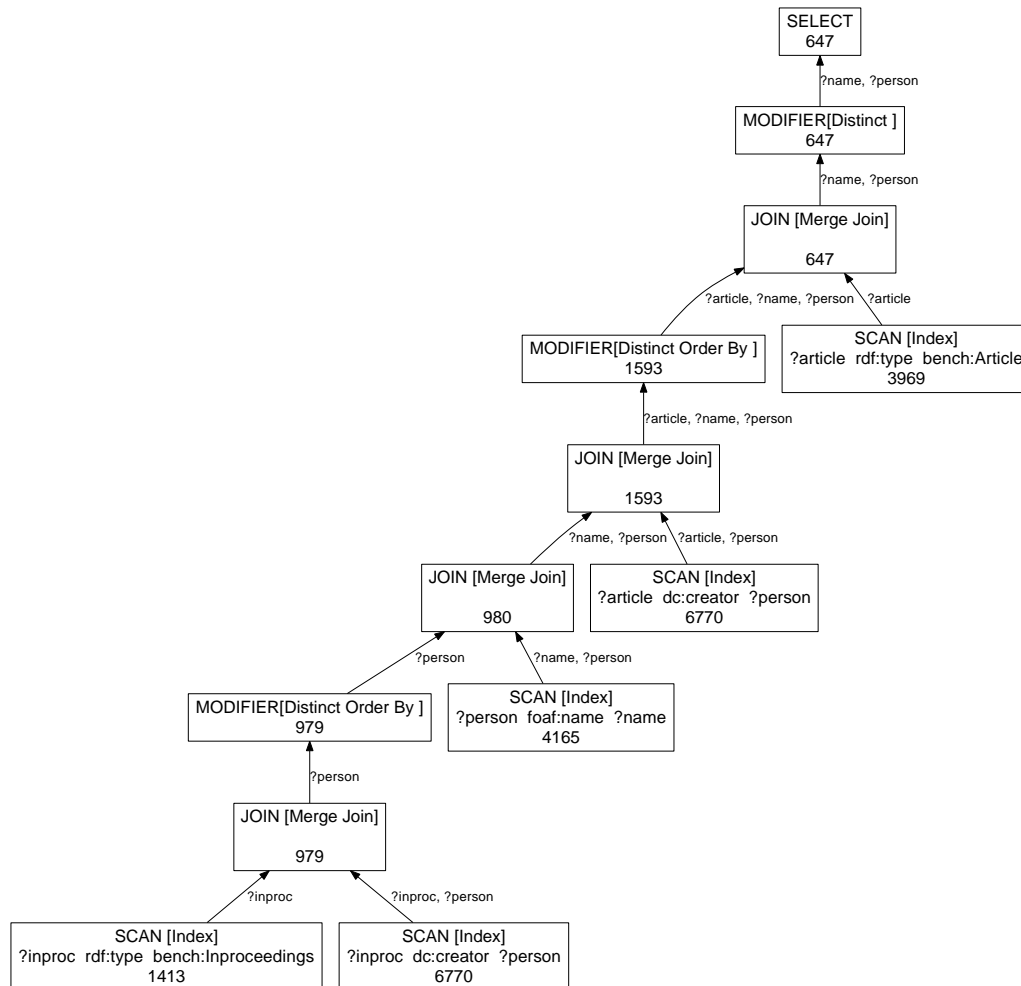 SELECT
647
?name, ?person
MODIFIER[Distinct ]
647
?name, ?person
JOIN [Merge Join]
647
?article, ?name, ?person
?article
MODIFIER[Distinct Order By ]
1593
SCAN [Index]
?article rdf:type bench:Article
3969
?article, ?name, ?person
JOIN [Merge Join]
1593
?name, ?person
?article, ?person
JOIN [Merge Join]
980
SCAN [Index]
?article dc:creator ?person
6770
?person
?name, ?person
MODIFIER[Distinct Order By ]
979
SCAN [Index]
?person foaf:name ?name
4165
?person
JOIN [Merge Join]
979
?inproc
?inproc, ?person
SCAN [Index]
?inproc rdf:type bench:Inproceedings
1413
SCAN [Index]
?inproc dc:creator ?person
6770